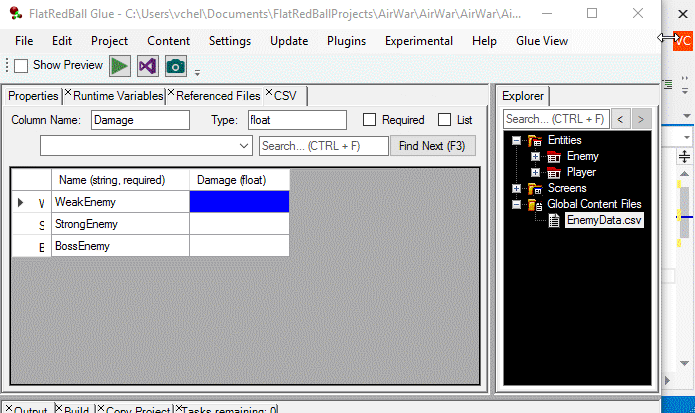 FlatRedBall Glue - C:\Users\vchel\Documents\FlatRedBallProjects\AirWar\AirWar\AirWar\Ai...
File Edit Project Content Settings Update Plugins Experimental Help Glue View
VC
Show Preview
Properties Runtime Variables Referenced Files CSV
Explorer
Column Name: Damage Type: float Required List
Search... (CTRL + F) < >
Search... (CTRL + F) Find Next (F3)
Entities
Enemy
Player
Screens
Global Content Files
EnemyData.csv
Name (string, required) Damage (float)
W WeakEnemy
S StrongEnemy
B BossEnemy
Output Build Copy Project Tasks remaining: 0